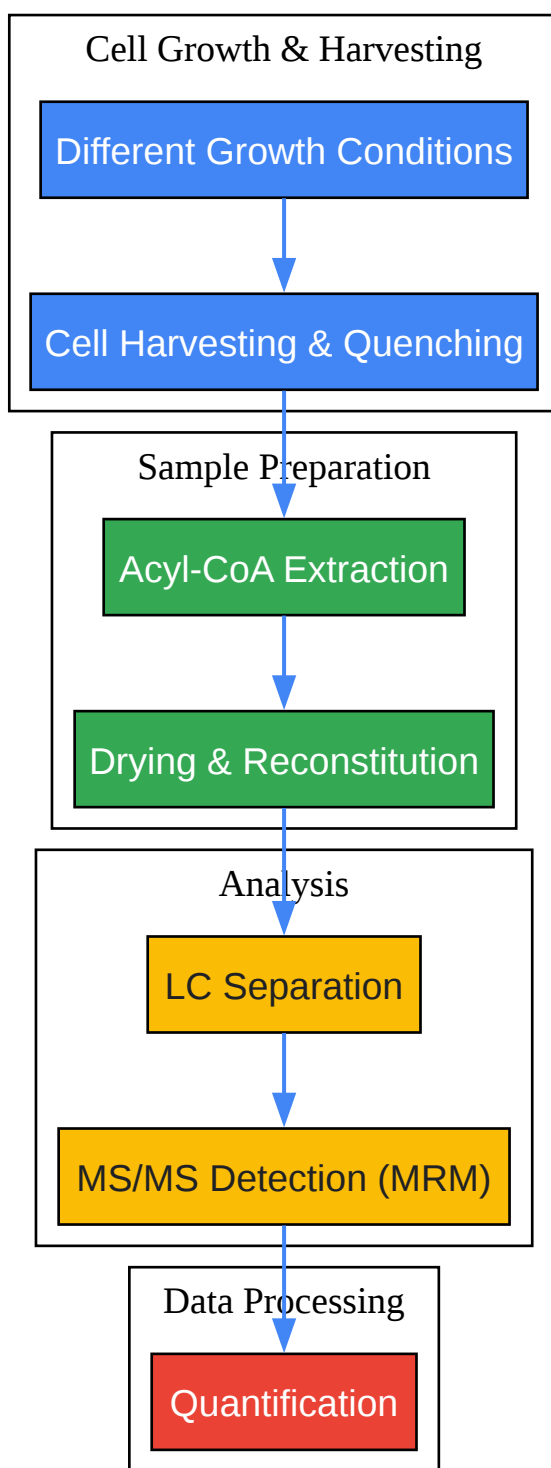 Cell Growth & Harvesting
Different Growth Conditions
Cell Harvesting & Quenching
Sample Preparation
Acyl-CoA Extraction
Drying & Reconstitution
Analysis
LC Separation
MS/MS Detection (MRM)
Data Processing
Quantification